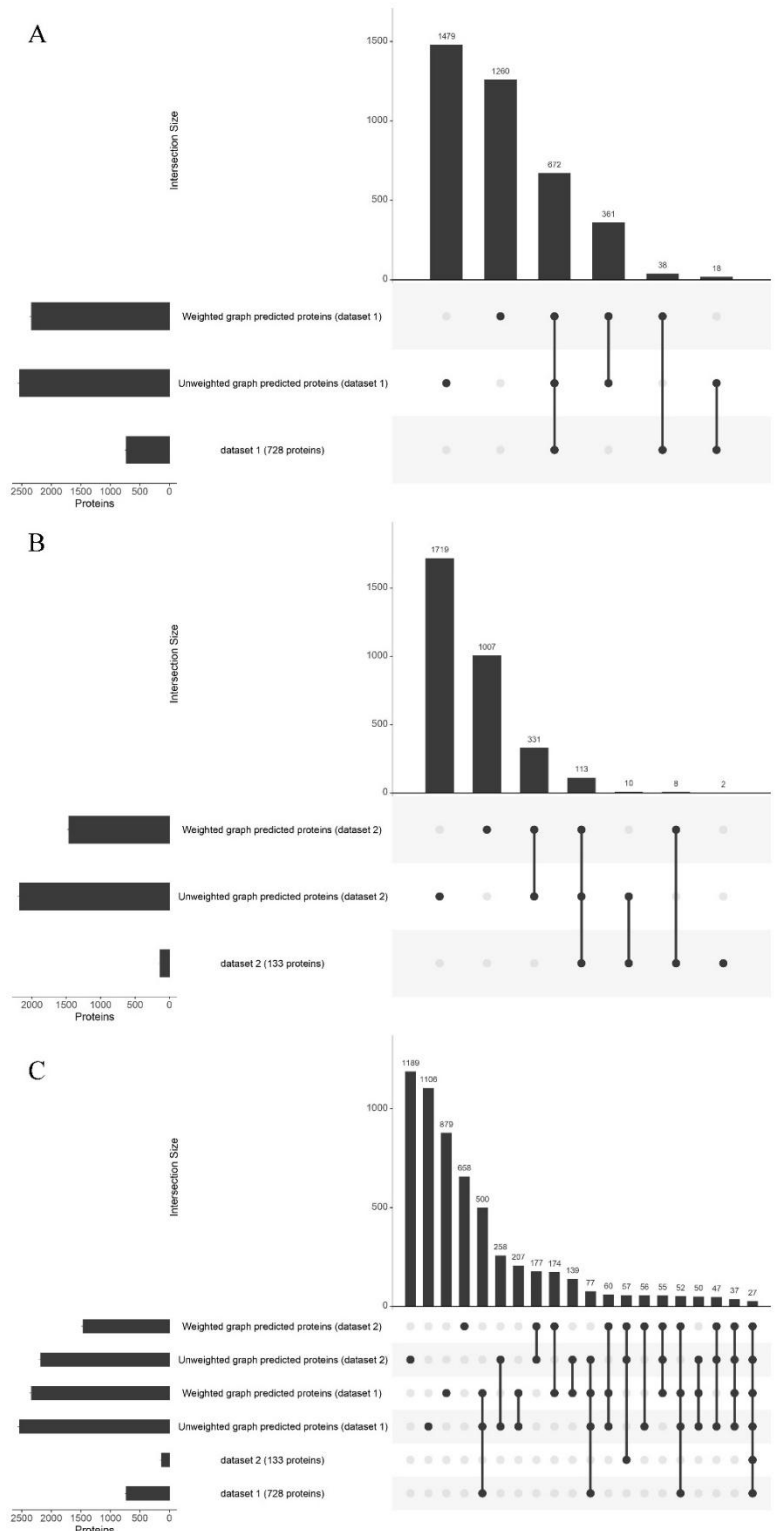 A
Intersection Size
1500
1000
500
0
1479
1260
672
361
38
18
Weighted graph predicted proteins (dataset 1)
Unweighted graph predicted proteins (dataset 1)
dataset 1 (728 proteins)
2500 2000 1500 1000 500 0
Proteins
B
Intersection Size
1500
1000
500
0
1719
1007
331
113
10
8
2
Weighted graph predicted proteins (dataset 2)
Unweighted graph predicted proteins (dataset 2)
dataset 2 (133 proteins)
2000 1500 1000 500 0
Proteins
C
Intersection Size
1000
500
0
1189
1106
879
658
500
258
207
177
174
139
77
60
57
56
55
52
50
47
37
27
Weighted graph predicted proteins (dataset 2)
Unweighted graph predicted proteins (dataset 2)
Weighted graph predicted proteins (dataset 1)
Unweighted graph predicted proteins (dataset 1)
dataset 2 (133 proteins)
dataset 1 (728 proteins)
2500 2000 1500 1000 500 0
Proteins